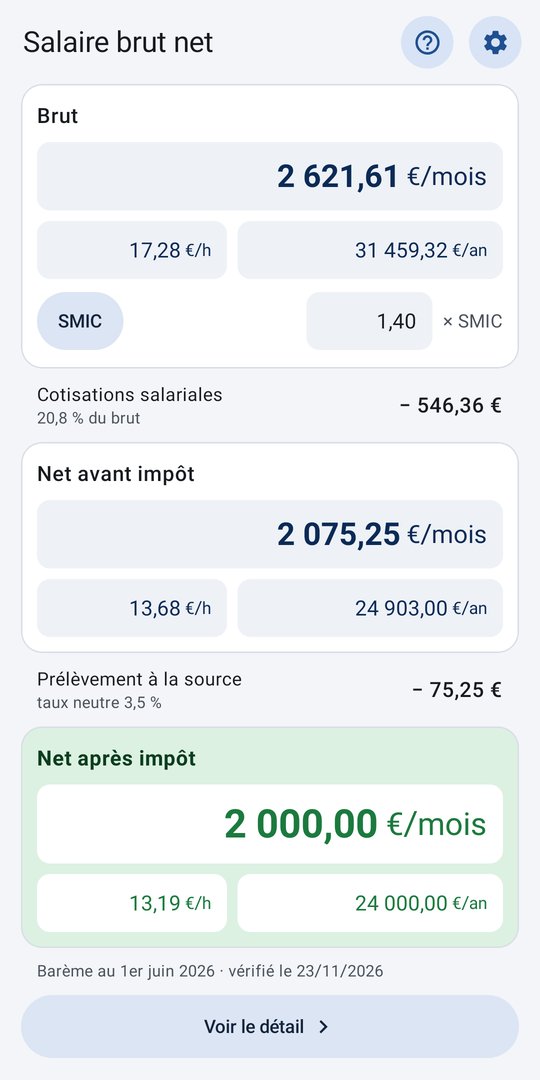 Salaire brut net
Brut
2 621,61 €/mois
17,28 €/h
31 459,32 €/an
SMIC
1,40 × SMIC
Cotisations salariales
20,8 % du brut
− 546,36 €
Net avant impôt
2 075,25 €/mois
13,68 €/h
24 903,00 €/an
Prélèvement à la source
taux neutre 3,5 %
− 75,25 €
Net après impôt
2 000,00 €/mois
13,19 €/h
24 000,00 €/an
Barème au 1er juin 2026 · vérifié le 23/11/2026
Voir le détail